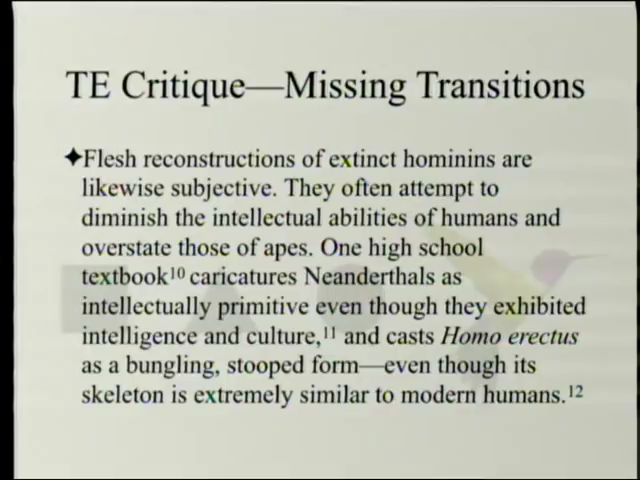 TE Critique—Missing Transitions
✦Flesh reconstructions of extinct hominins are
likewise subjective. They often attempt to
diminish the intellectual abilities of humans and
overstate those of apes. One high school
textbook¹⁰ caricatures Neanderthals as
intellectually primitive even though they exhibited
intelligence and culture,¹¹ and casts Homo erectus
as a bungling, stooped form—even though its
skeleton is extremely similar to modern humans.¹²